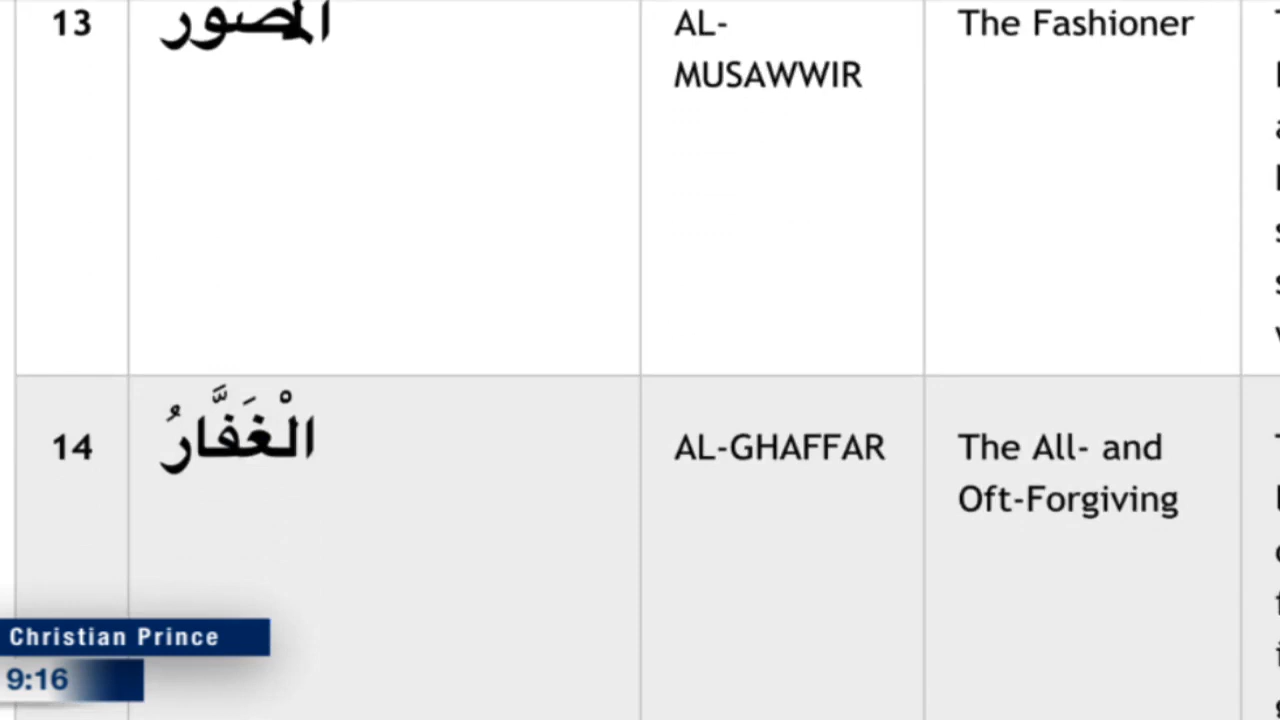 13
المصور
AL-
MUSAWWIR
The Fashioner
14
الْغَفَّارُ
AL-GHAFFAR
The All- and
Oft-Forgiving
Christian Prince
9:16